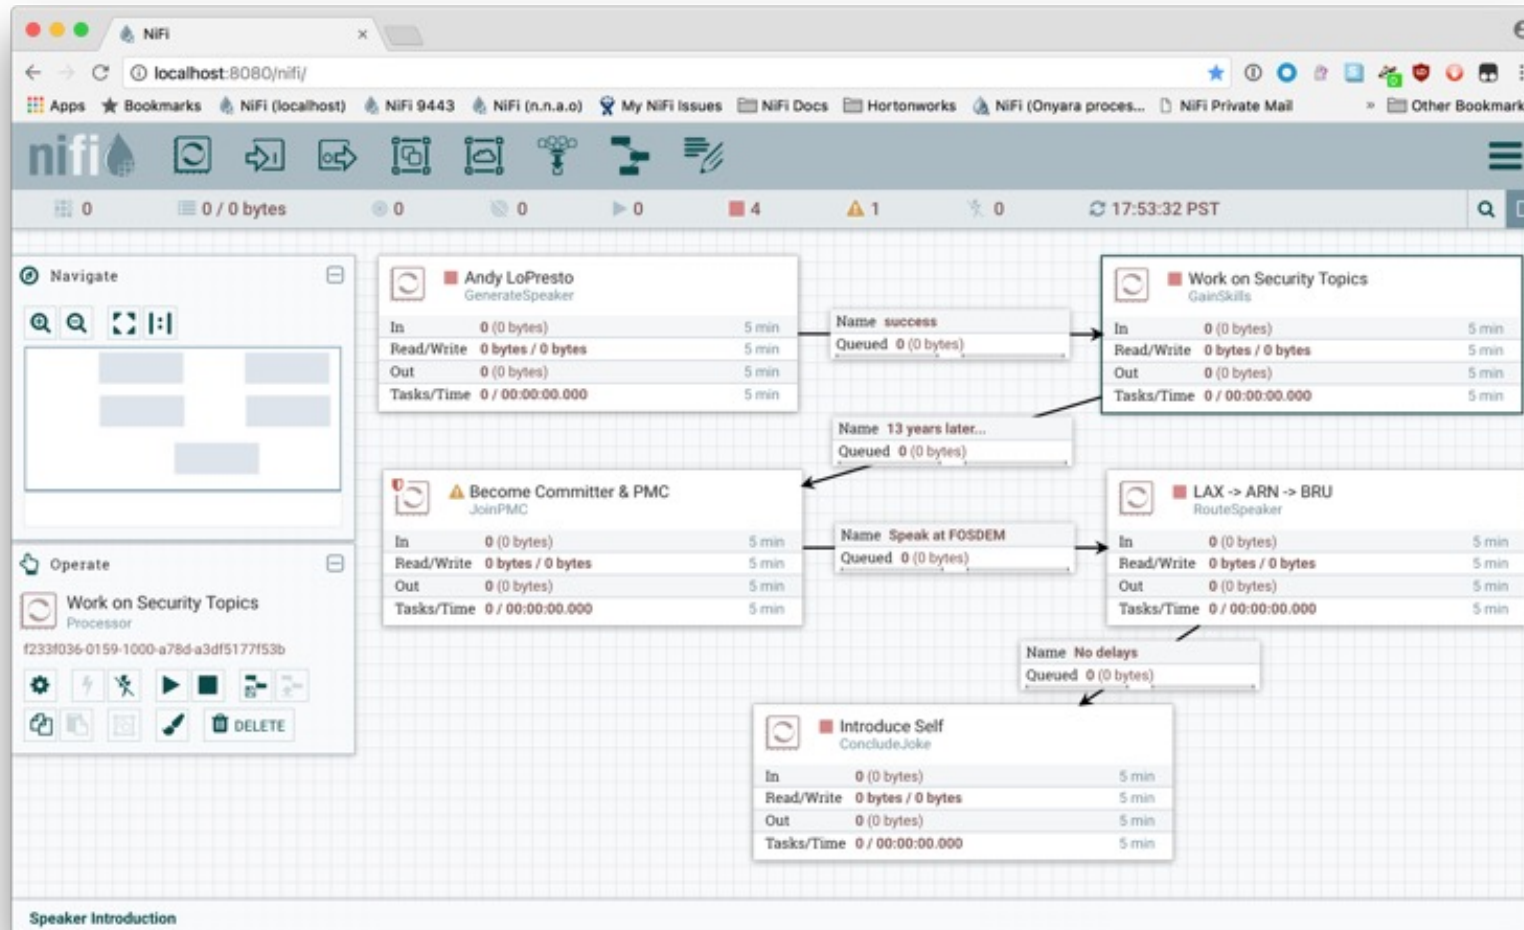 NiFi
localhost:8080/nifi/
Apps Bookmarks NiFi (localhost) NiFi 9443 NiFi (n.n.a.o) My NiFi Issues NiFi Docs Hortonworks NiFi (Onyara proces... NiFi Private Mail » Other Bookmark
nifi
0 0 / 0 bytes 0 0 0 4 1 0 17:53:32 PST
Navigate
Operate
Work on Security Topics
Processor
f233f036-0159-1000-a78d-a3df5177f53b
DELETE
Andy LoPresto
GenerateSpeaker
In 0 (0 bytes) 5 min
Read/Write 0 bytes / 0 bytes 5 min
Out 0 (0 bytes) 5 min
Tasks/Time 0 / 00:00:00.000 5 min
Name success
Queued 0 (0 bytes)
Work on Security Topics
GainSkills
In 0 (0 bytes) 5 min
Read/Write 0 bytes / 0 bytes 5 min
Out 0 (0 bytes) 5 min
Tasks/Time 0 / 00:00:00.000 5 min
Name 13 years later...
Queued 0 (0 bytes)
Become Committer & PMC
JoinPMC
In 0 (0 bytes) 5 min
Read/Write 0 bytes / 0 bytes 5 min
Out 0 (0 bytes) 5 min
Tasks/Time 0 / 00:00:00.000 5 min
Name Speak at FOSDEM
Queued 0 (0 bytes)
LAX -> ARN -> BRU
RouteSpeaker
In 0 (0 bytes) 5 min
Read/Write 0 bytes / 0 bytes 5 min
Out 0 (0 bytes) 5 min
Tasks/Time 0 / 00:00:00.000 5 min
Name No delays
Queued 0 (0 bytes)
Introduce Self
ConcludeJoke
In 0 (0 bytes) 5 min
Read/Write 0 bytes / 0 bytes 5 min
Out 0 (0 bytes) 5 min
Tasks/Time 0 / 00:00:00.000 5 min
Speaker Introduction